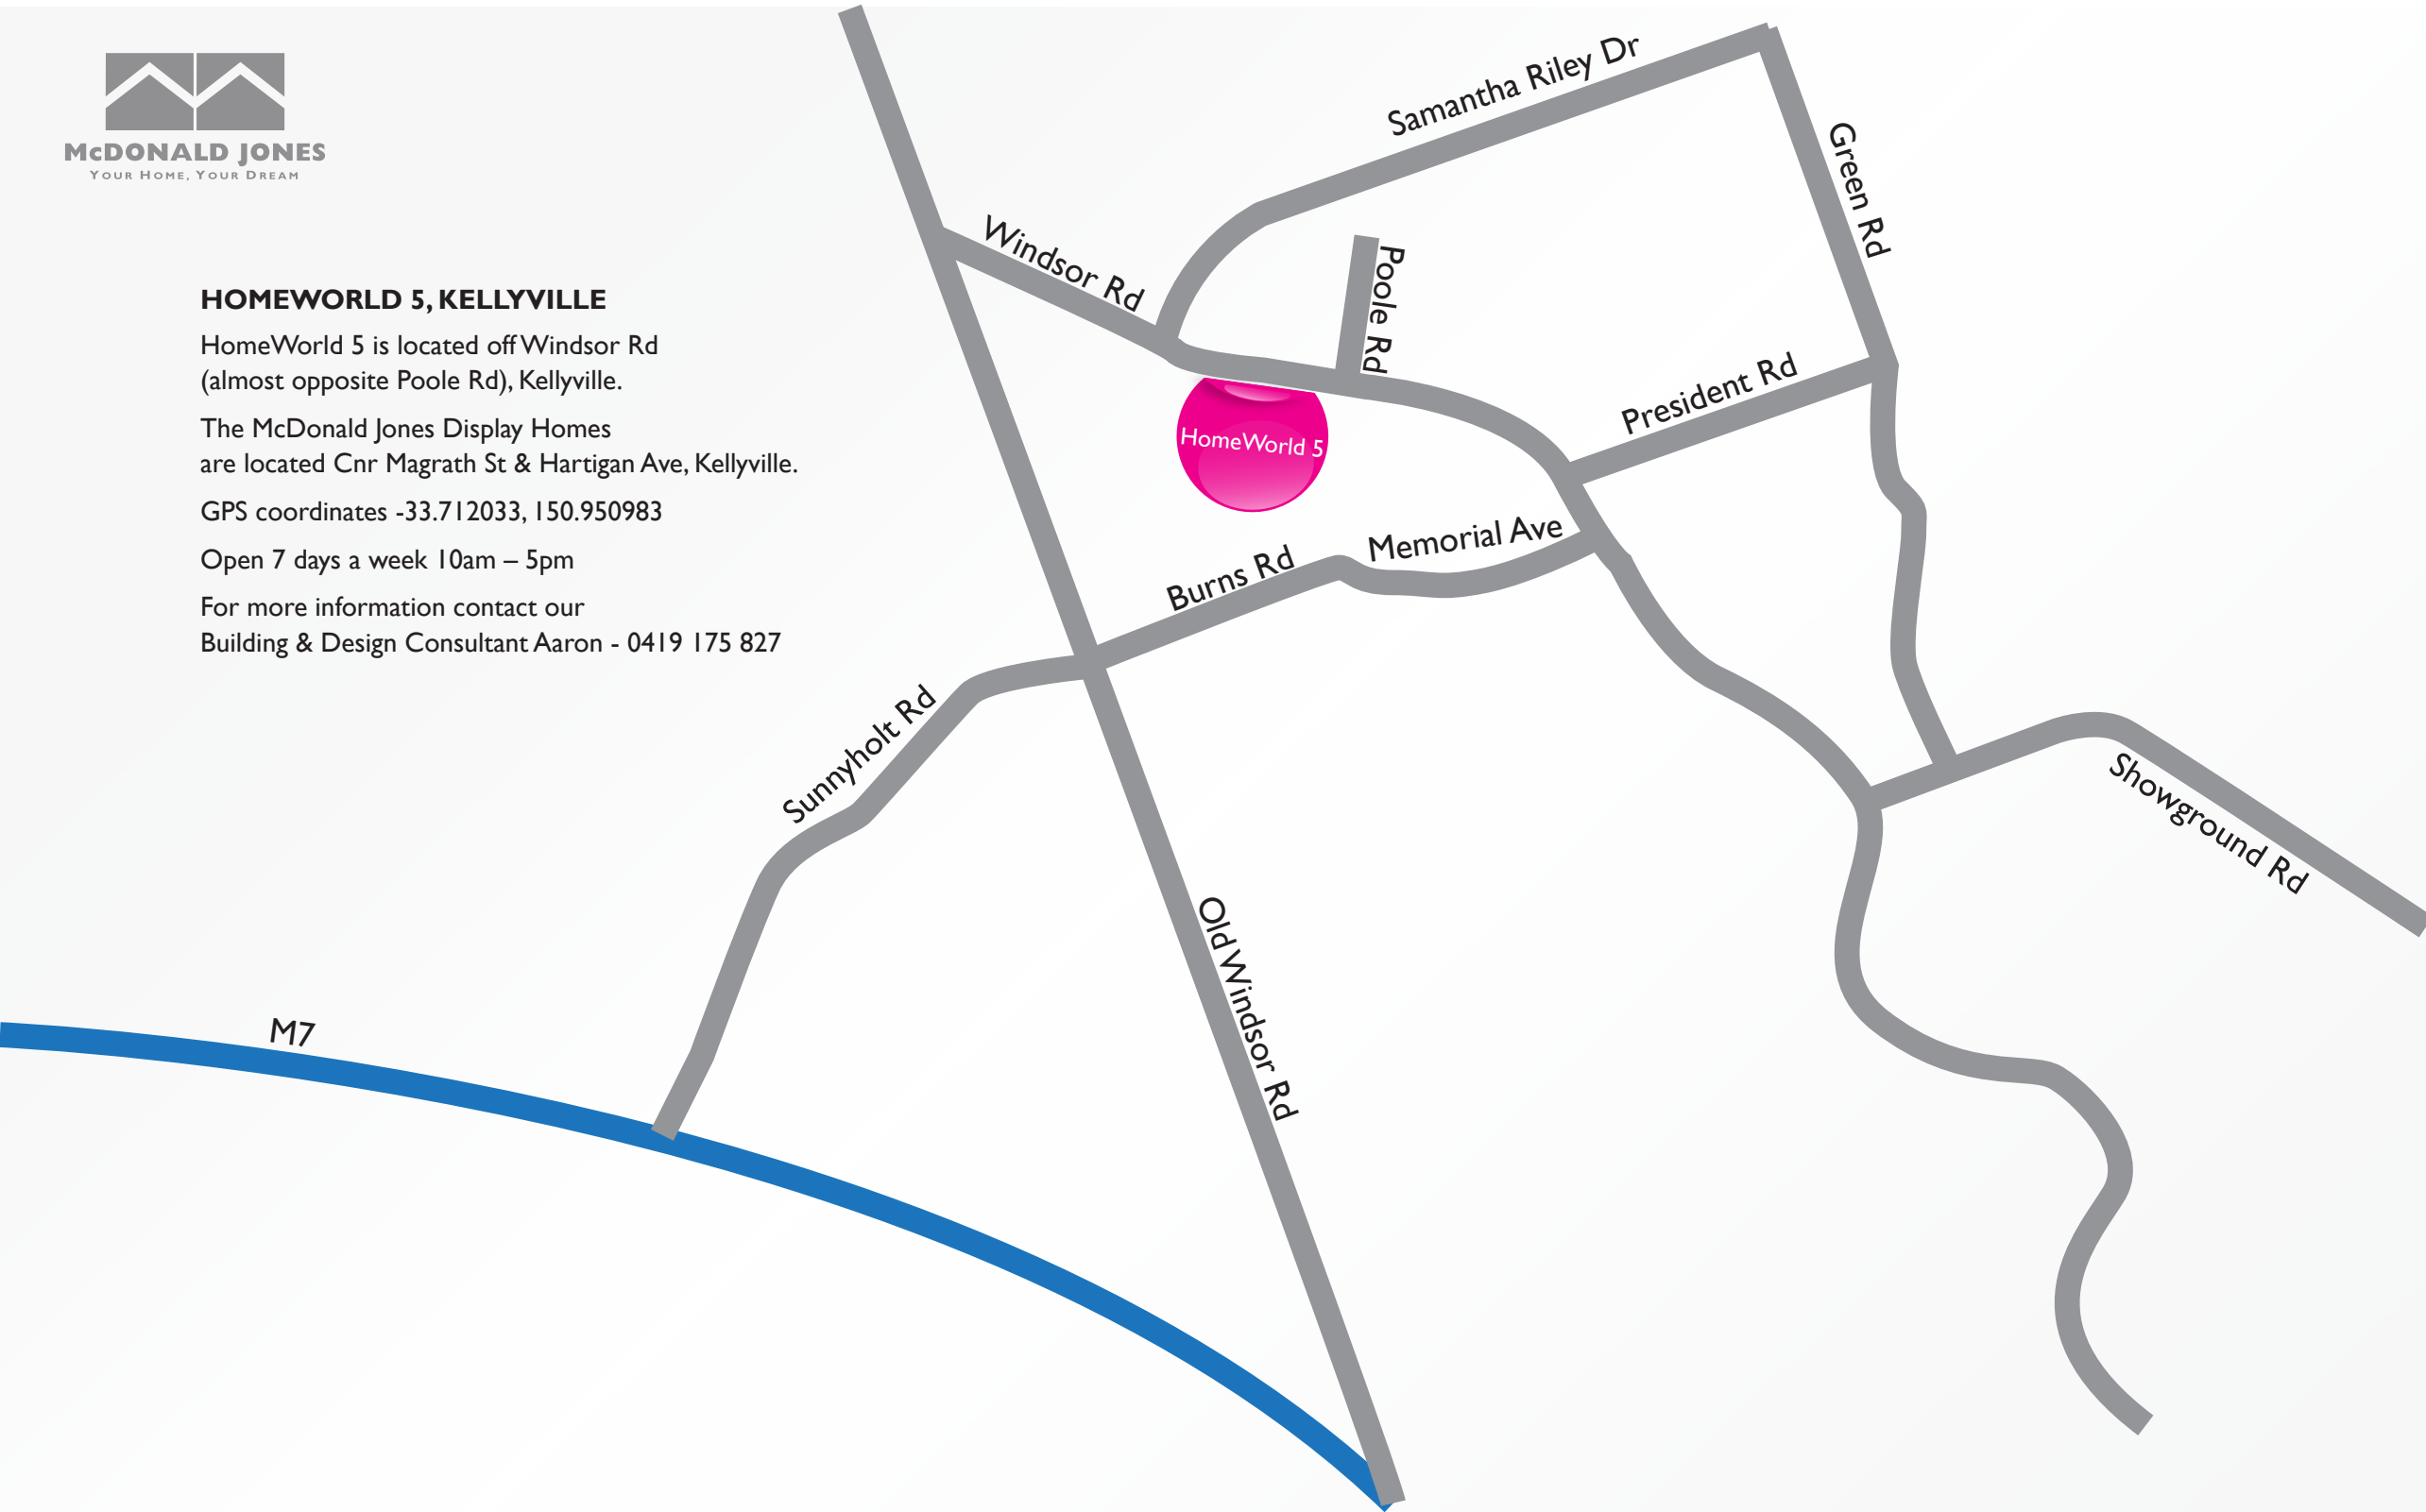 McDONALD JONES
YOUR HOME, YOUR DREAM
HOMEWORLD 5, KELLYVILLE
HomeWorld 5 is located off Windsor Rd
(almost opposite Poole Rd), Kellyville.
The McDonald Jones Display Homes
are located Cnr Magrath St & Hartigan Ave, Kellyville.
GPS coordinates -33.712033, 150.950983
Open 7 days a week 10am – 5pm
For more information contact our
Building & Design Consultant Aaron - 0419 175 827
Samantha Riley Dr
Green Rd
Windsor Rd
Poole Rd
President Rd
HomeWorld 5
Memorial Ave
Burns Rd
Sunnyholt Rd
Showground Rd
Old Windsor Rd
M7